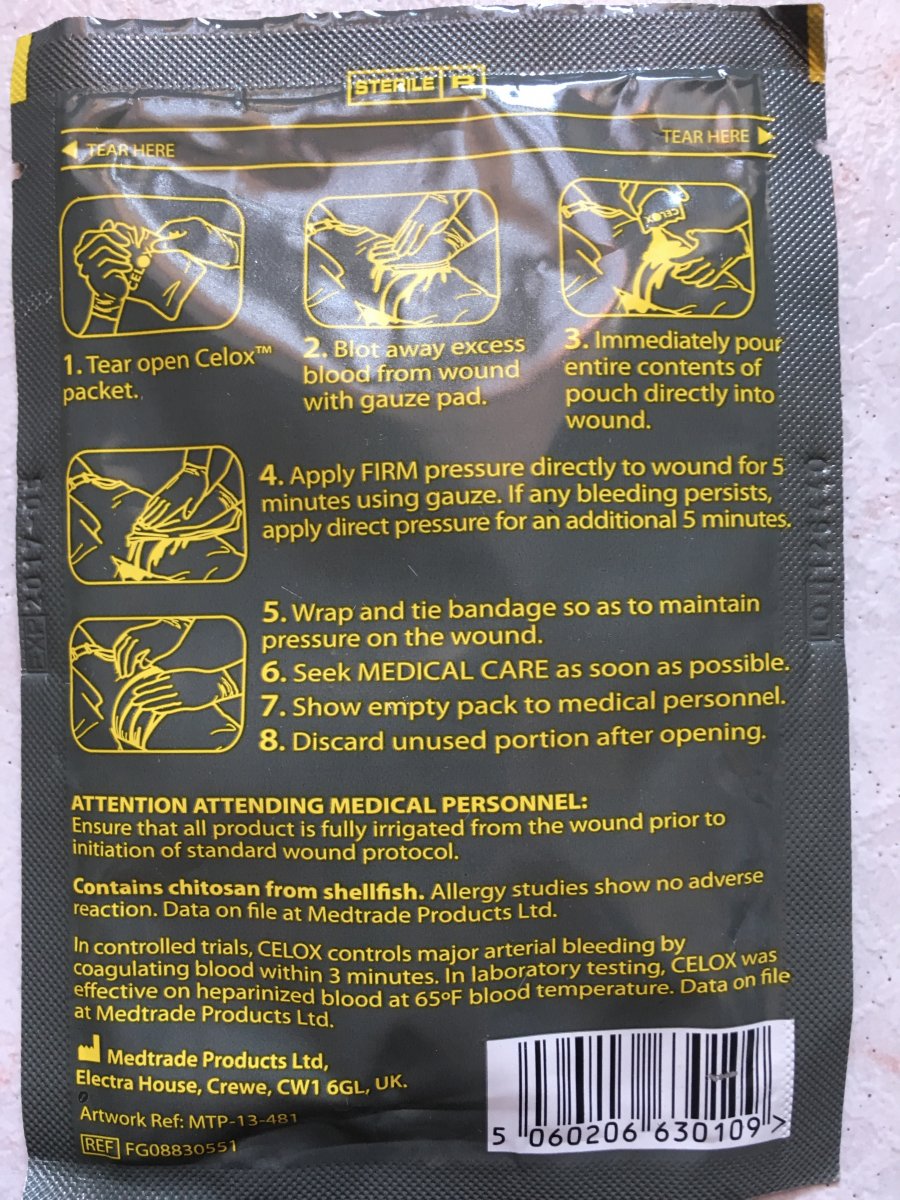 STERILE R
TEAR HERE
TEAR HERE
CELOX
CELOX
1. Tear open Celox™
packet.
2. Blot away excess
blood from wound
with gauze pad.
3. Immediately pour
entire contents of
pouch directly into
wound.
4. Apply FIRM pressure directly to wound for 5
minutes using gauze. If any bleeding persists,
apply direct pressure for an additional 5 minutes.
5. Wrap and tie bandage so as to maintain
pressure on the wound.
6. Seek MEDICAL CARE as soon as possible.
7. Show empty pack to medical personnel.
8. Discard unused portion after opening.
ATTENTION ATTENDING MEDICAL PERSONNEL:
Ensure that all product is fully irrigated from the wound prior to
initiation of standard wound protocol.
Contains chitosan from shellfish. Allergy studies show no adverse
reaction. Data on file at Medtrade Products Ltd.
In controlled trials, CELOX controls major arterial bleeding by
coagulating blood within 3 minutes. In laboratory testing, CELOX was
effective on heparinized blood at 65ºF blood temperature. Data on file
at Medtrade Products Ltd.
Medtrade Products Ltd,
Electra House, Crewe, CW1 6GL, UK.
Artwork Ref: MTP-13-481
REF FG08830551
5 060206 630109 >